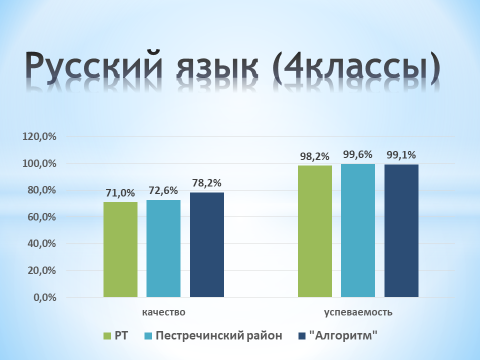 Русский язык (4классы)
120,0%
100,0%
80,0%
60,0%
40,0%
20,0%
0,0%
71,0% 72,6% 78,2%
98,2% 99,6% 99,1%
качество успеваемость
РТ Пестречинский район "Алгоритм"